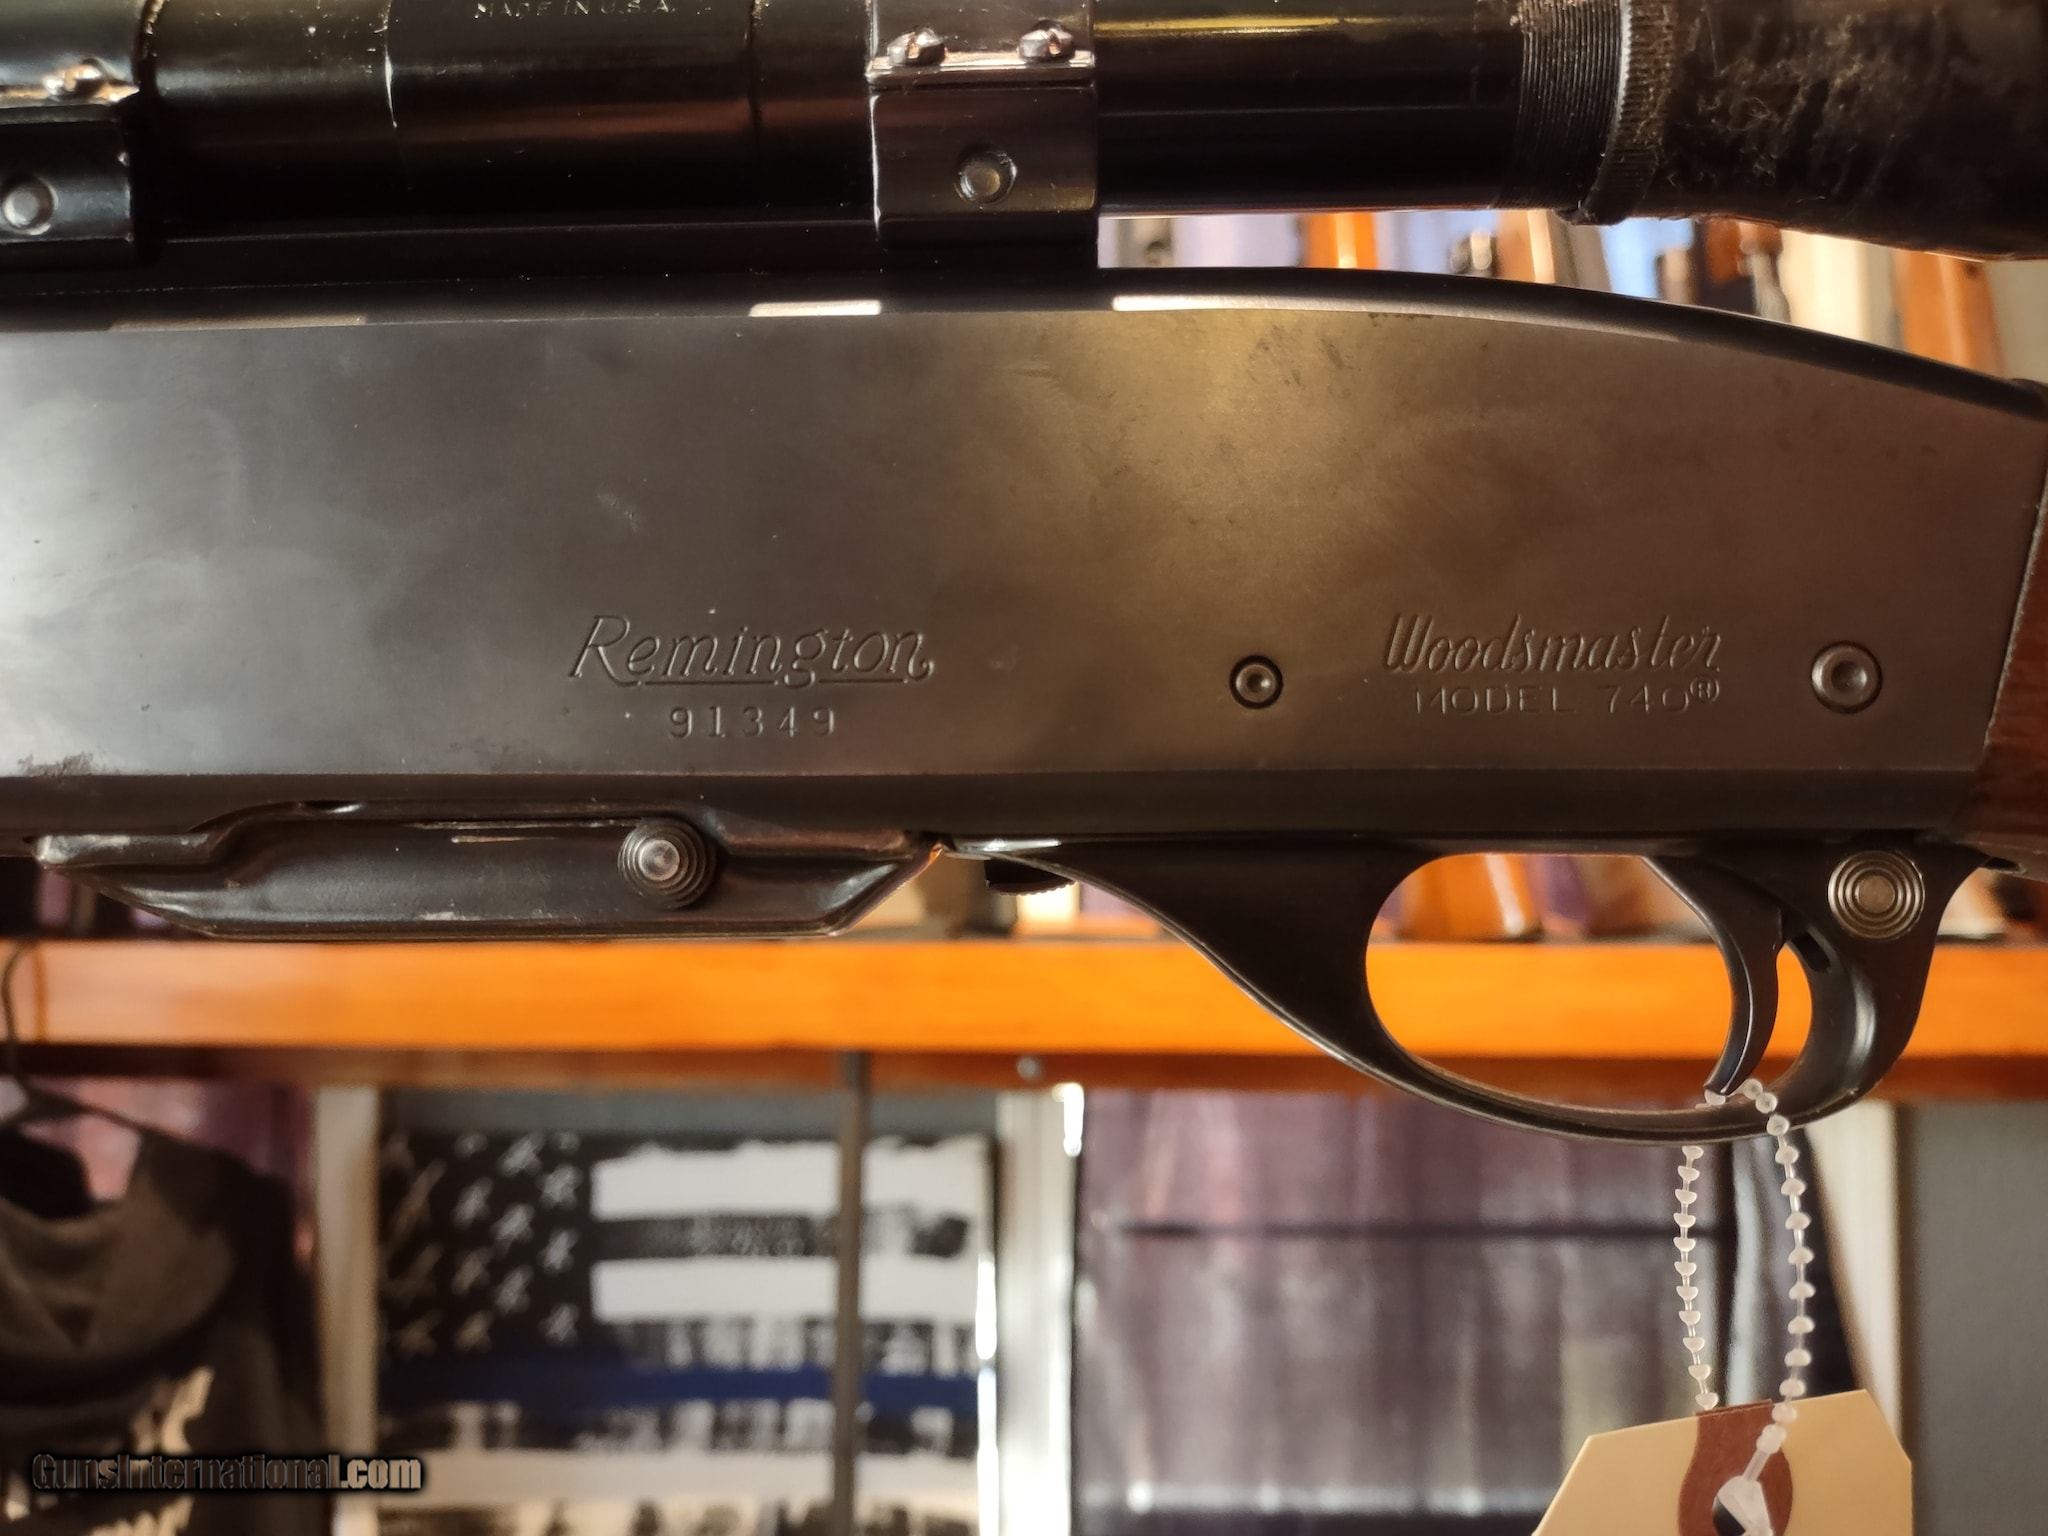 MADE IN U.S.A.
Remington
91349
Woodsmaster
MODEL 740®
GunsInternational.com